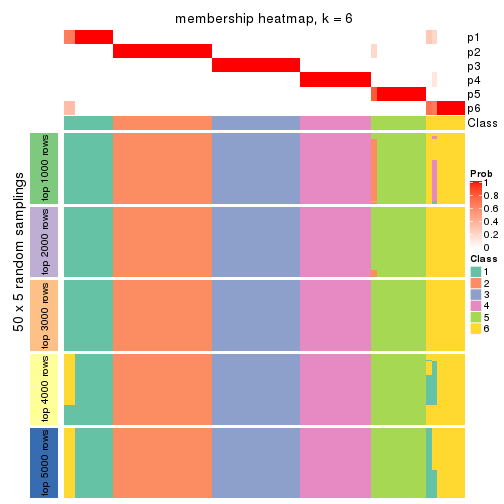 membership heatmap, k = 6
p1
p2
p3
p4
p5
p6
Class
50 x 5 random samplings
top 1000 rows
top 2000 rows
top 3000 rows
top 4000 rows
top 5000 rows
Prob
1
0.8
0.6
0.4
0.2
0
Class
1
2
3
4
5
6